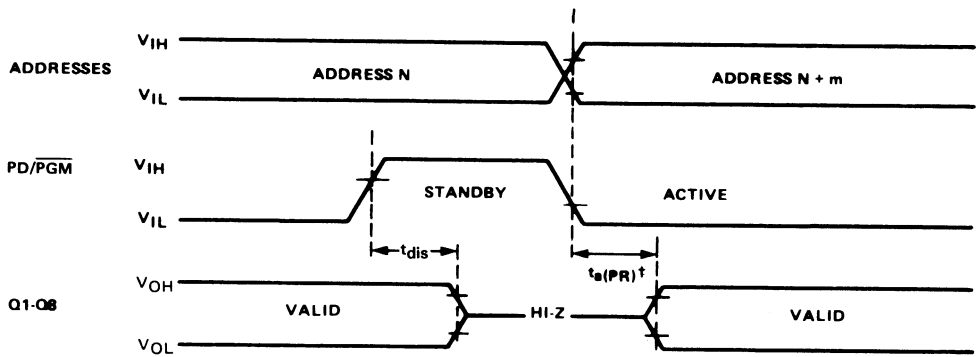 VIH
ADDRESSES
ADDRESS N
ADDRESS N + m
VIL
PD/PGM
VIH
STANDBY
ACTIVE
VIL
tdis
ta(PR)†
VOH
Q1-Q8
VALID
HI-Z
VALID
VOL